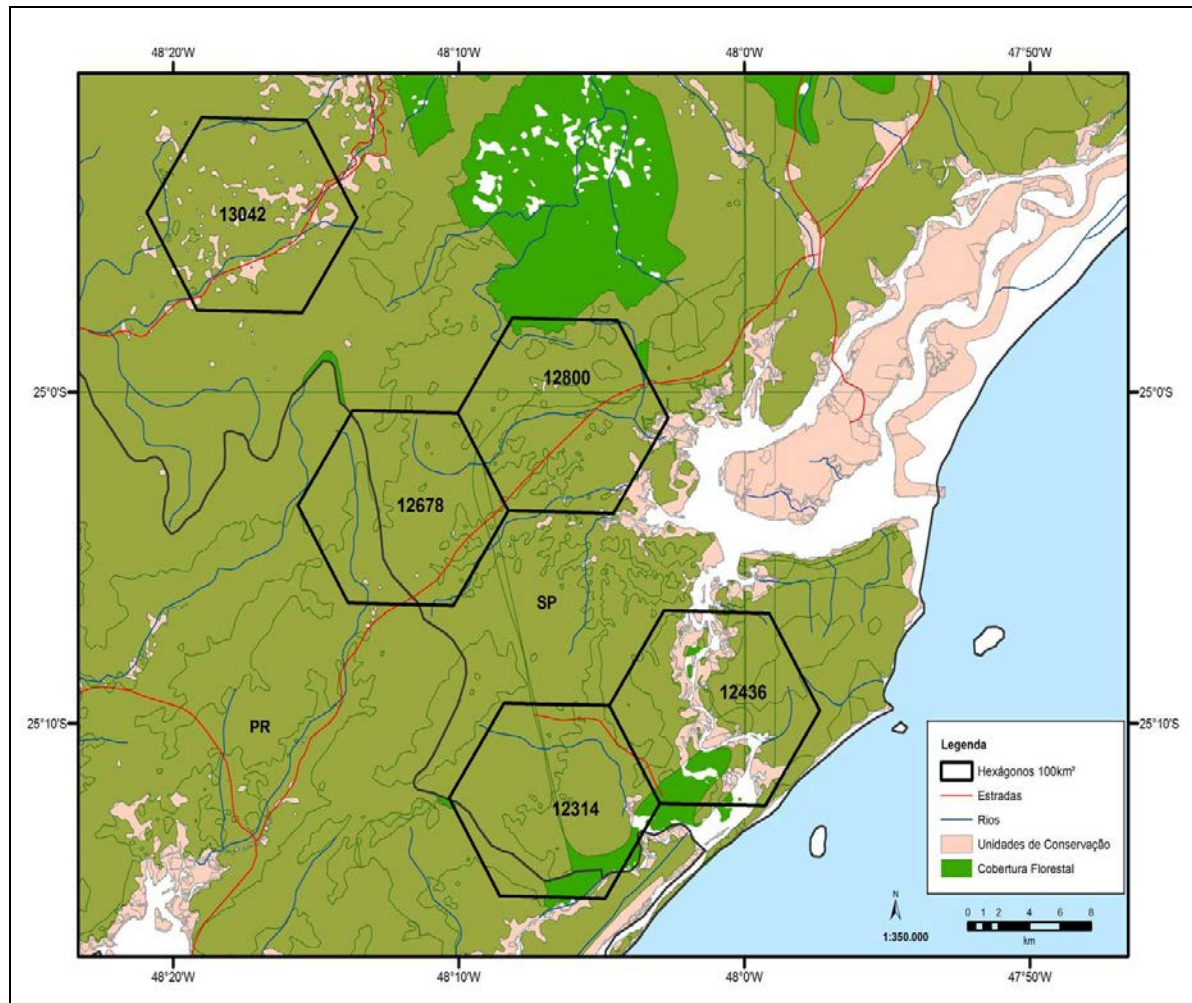 48°20'W 48°10'W 48°0'W 47°50'W
13042
25°0'S 12800 25°0'S
12678
SP
12436
25°10'S PR 25°10'S
12314
Legenda
Hexágonos 100km²
Estradas
Rios
Unidades de Conservação
Cobertura Florestal
N
1:350.000
0 1 2 4 6 8
km
48°20'W 48°10'W 48°0'W 47°50'W